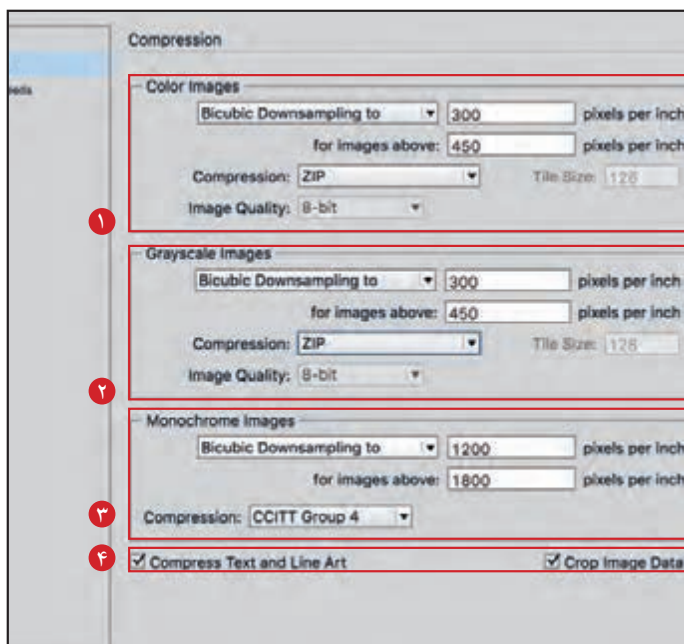 Compression
Color Images
Bicubic Downsampling to 300 pixels per inch
for images above: 450 pixels per inch
Compression: ZIP Tile Size: 128
Image Quality: 8-bit
۱
Grayscale Images
Bicubic Downsampling to 300 pixels per inch
for images above: 450 pixels per inch
Compression: ZIP Tile Size: 128
Image Quality: 8-bit
۲
Monochrome Images
Bicubic Downsampling to 1200 pixels per inch
for images above: 1800 pixels per inch
۳ Compression: CCITT Group 4
۴ Compress Text and Line Art Crop Image Data